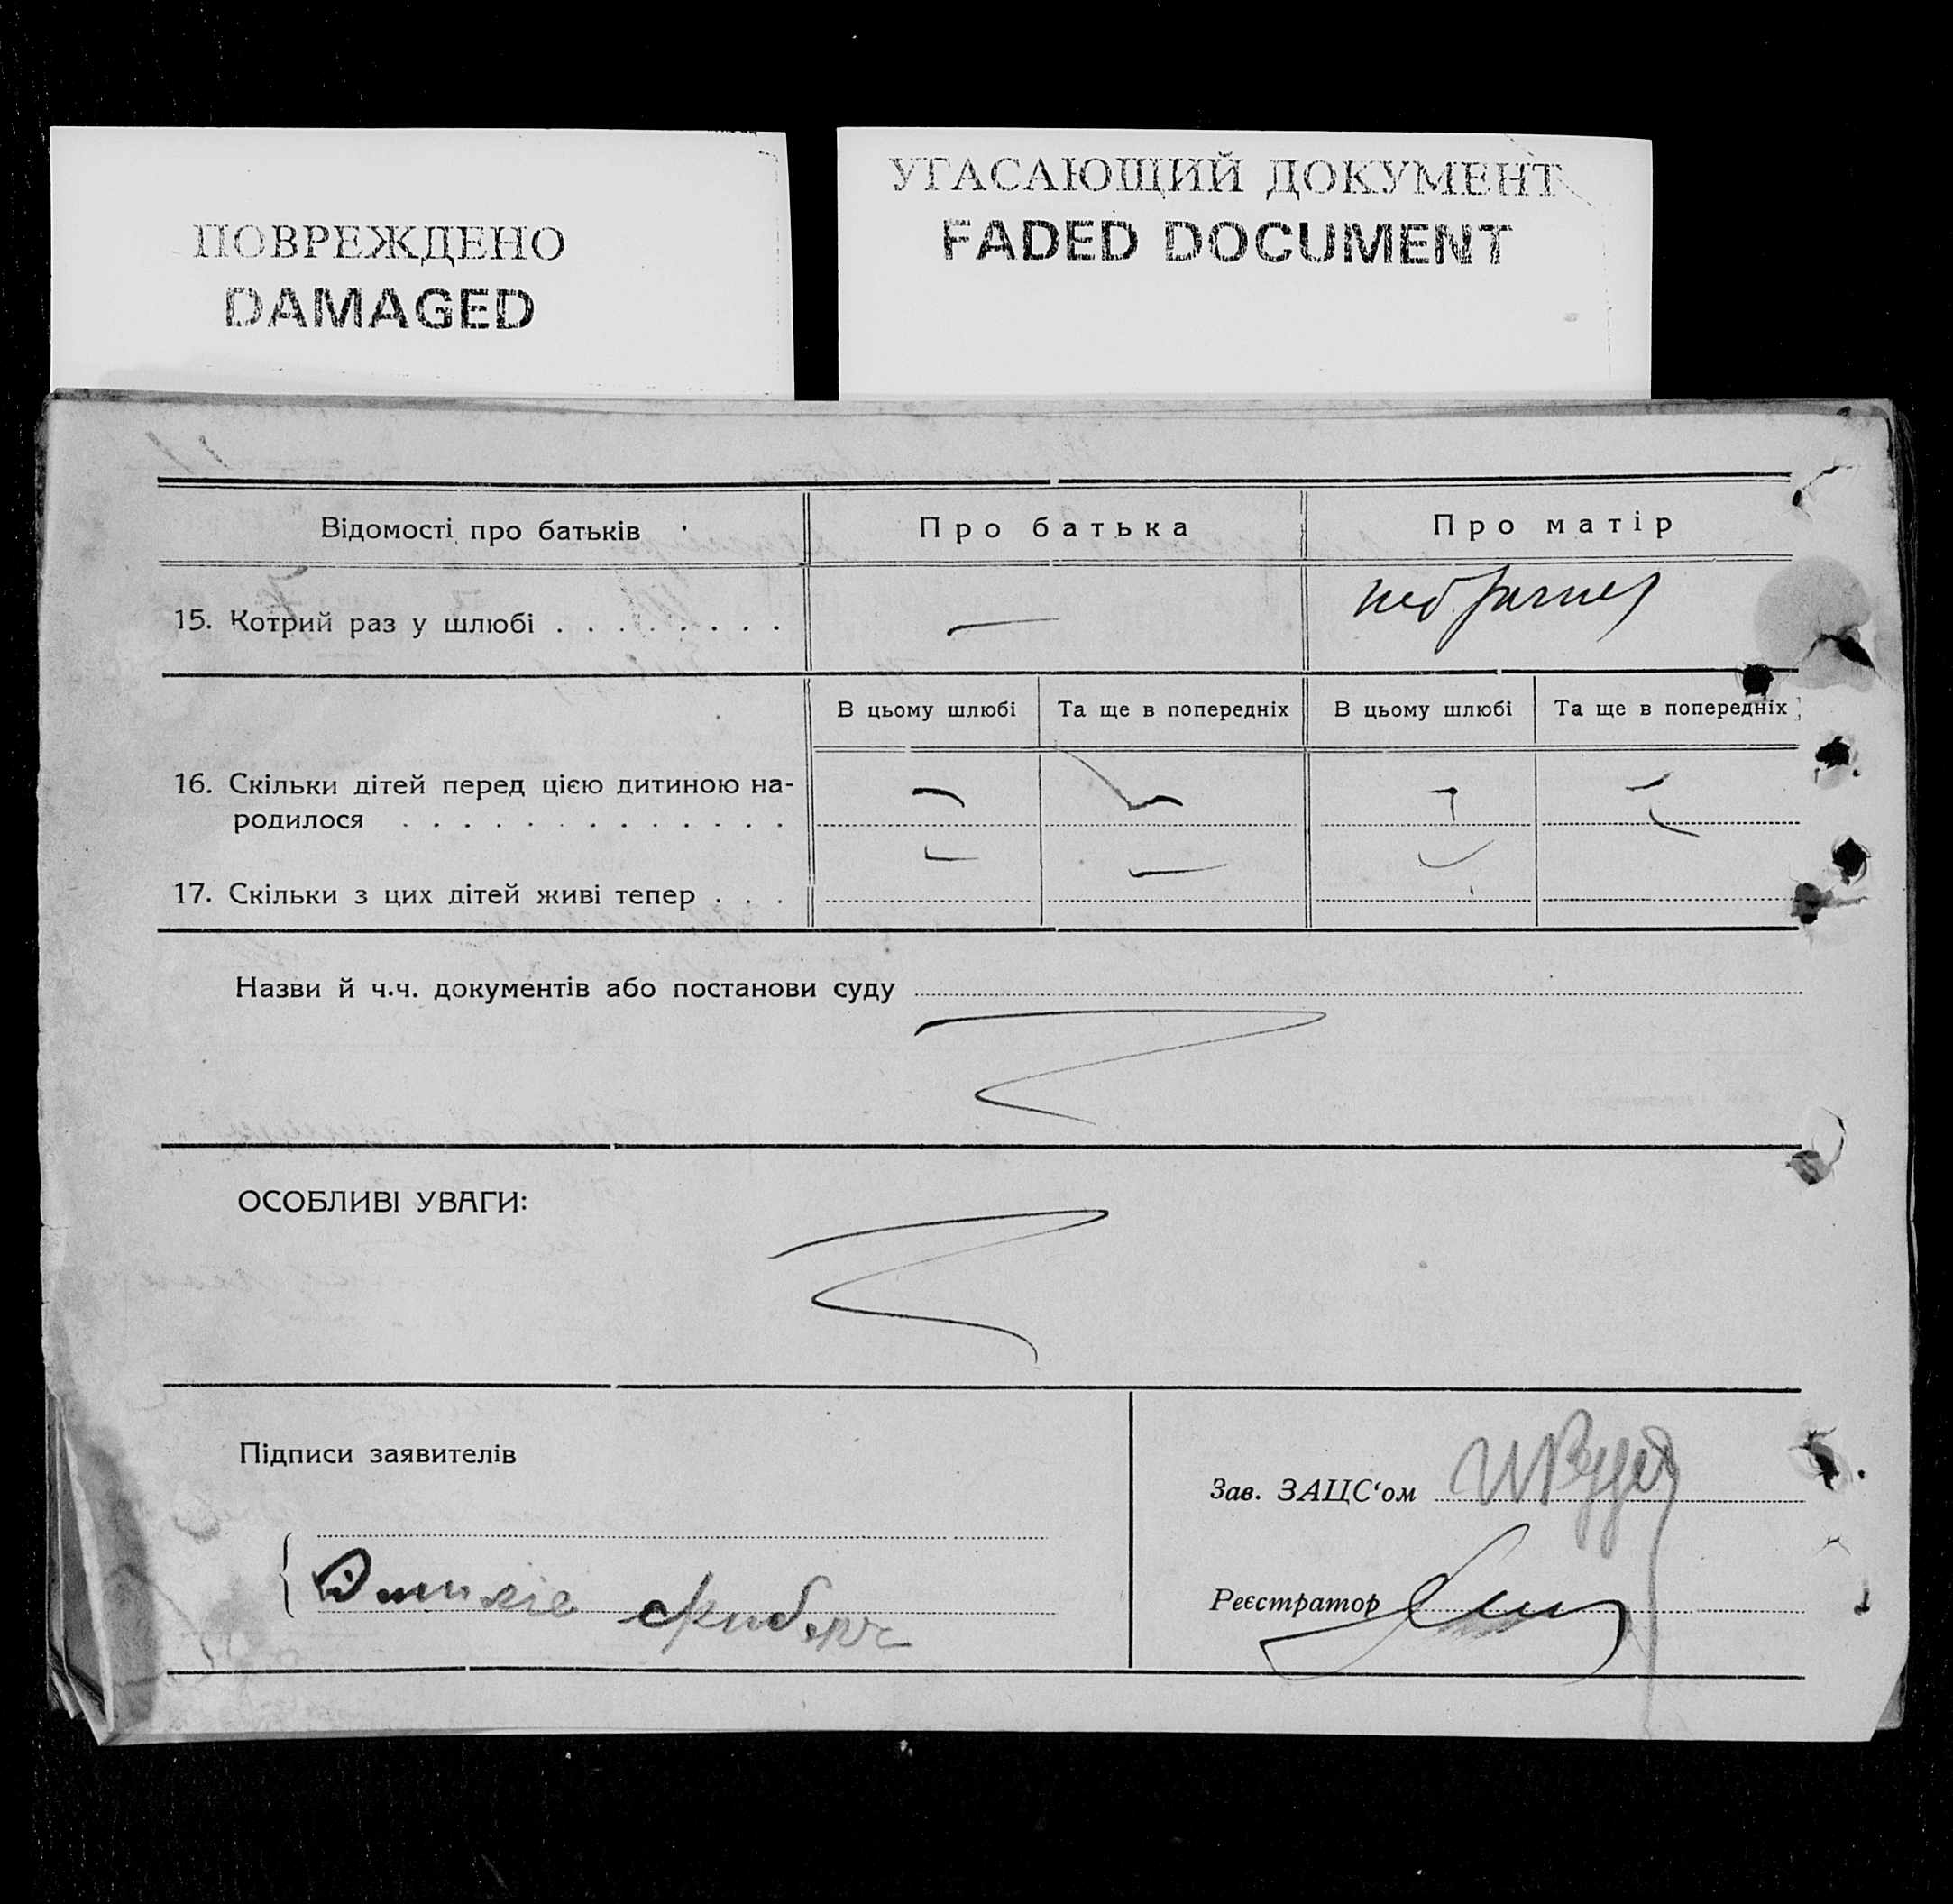 ПОВРЕЖДЕНО
DAMAGED
УГАСАЮЩИЙ ДОКУМЕНТ
FADED DOCUMENT
Відомості про батьків
Про батька
Про матір
15. Котрий раз у шлюбі . . . . . . . .
В цьому шлюбі
Та ще в попередніх
В цьому шлюбі
Та ще в попередніх
16. Скільки дітей перед цією дитиною на-
родилося . . . . . . . . . . . . .
17. Скільки з цих дітей живі тепер . . .
Назви й ч.ч. документів або постанови суду
ОСОБЛИВІ УВАГИ:
Підписи заявителів
Зав. ЗАЦС‘ом
Реєстратор